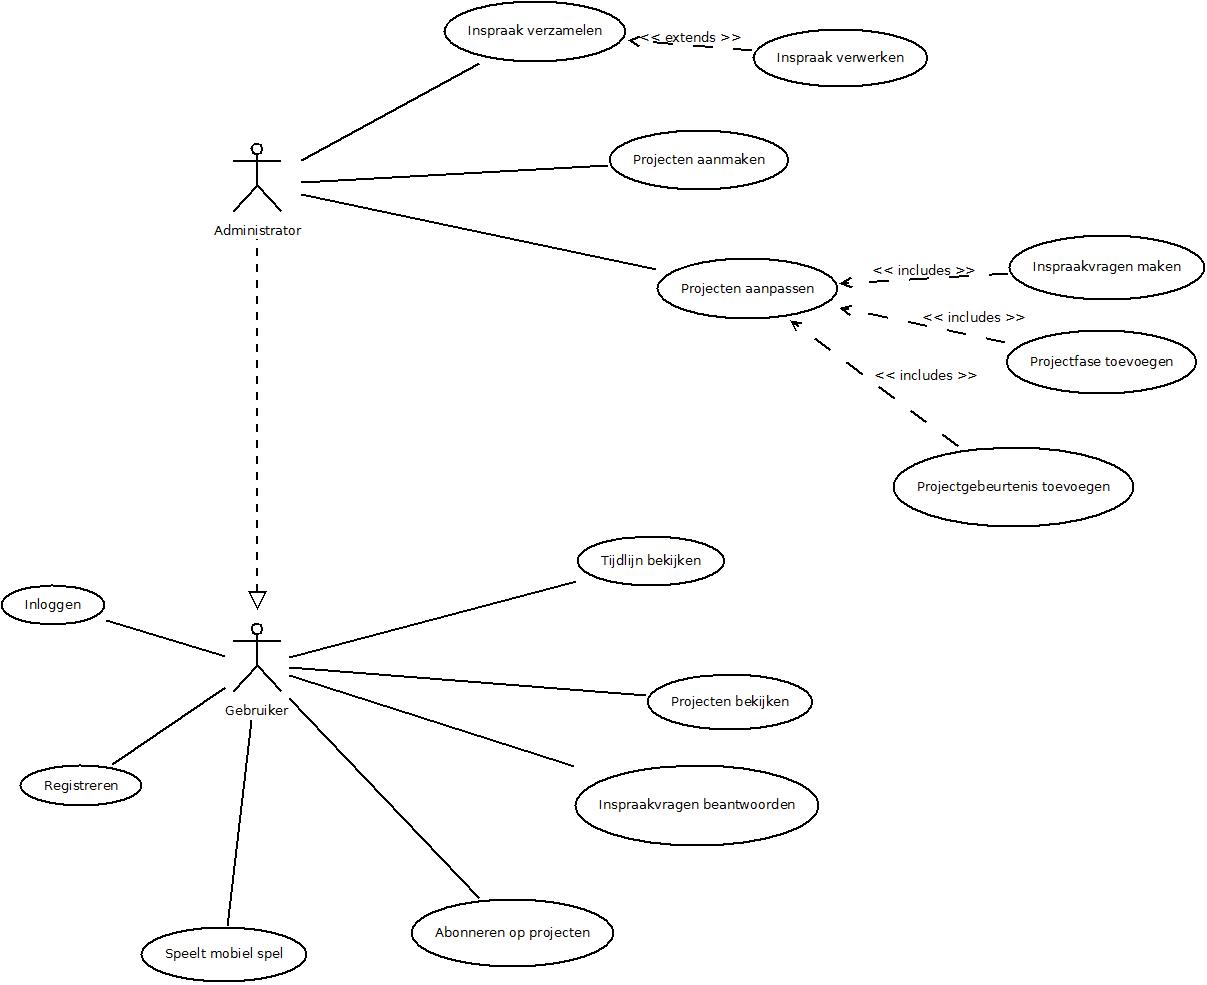 Inspraak verzamelen
<< extends >>
Inspraak verwerken
Projecten aanmaken
Administrator
Projecten aanpassen
<< includes >>
Inspraakvragen maken
<< includes >>
Projectfase toevoegen
<< includes >>
Projectgebeurtenis toevoegen
Tijdlijn bekijken
Inloggen
Gebruiker
Projecten bekijken
Registreren
Inspraakvragen beantwoorden
Abonneren op projecten
Speelt mobiel spel